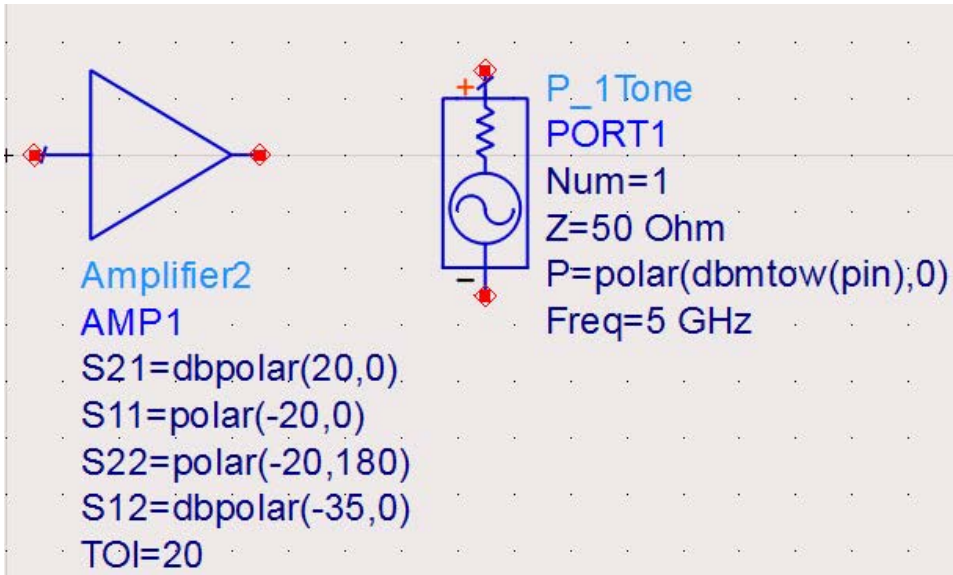 Amplifier2
AMP1
S21=dbpolar(20,0)
S11=polar(-20,0)
S22=polar(-20,180)
S12=dbpolar(-35,0)
TOI=20
+
-
P_1Tone
PORT1
Num=1
Z=50 Ohm
P=polar(dbmtow(pin),0)
Freq=5 GHz